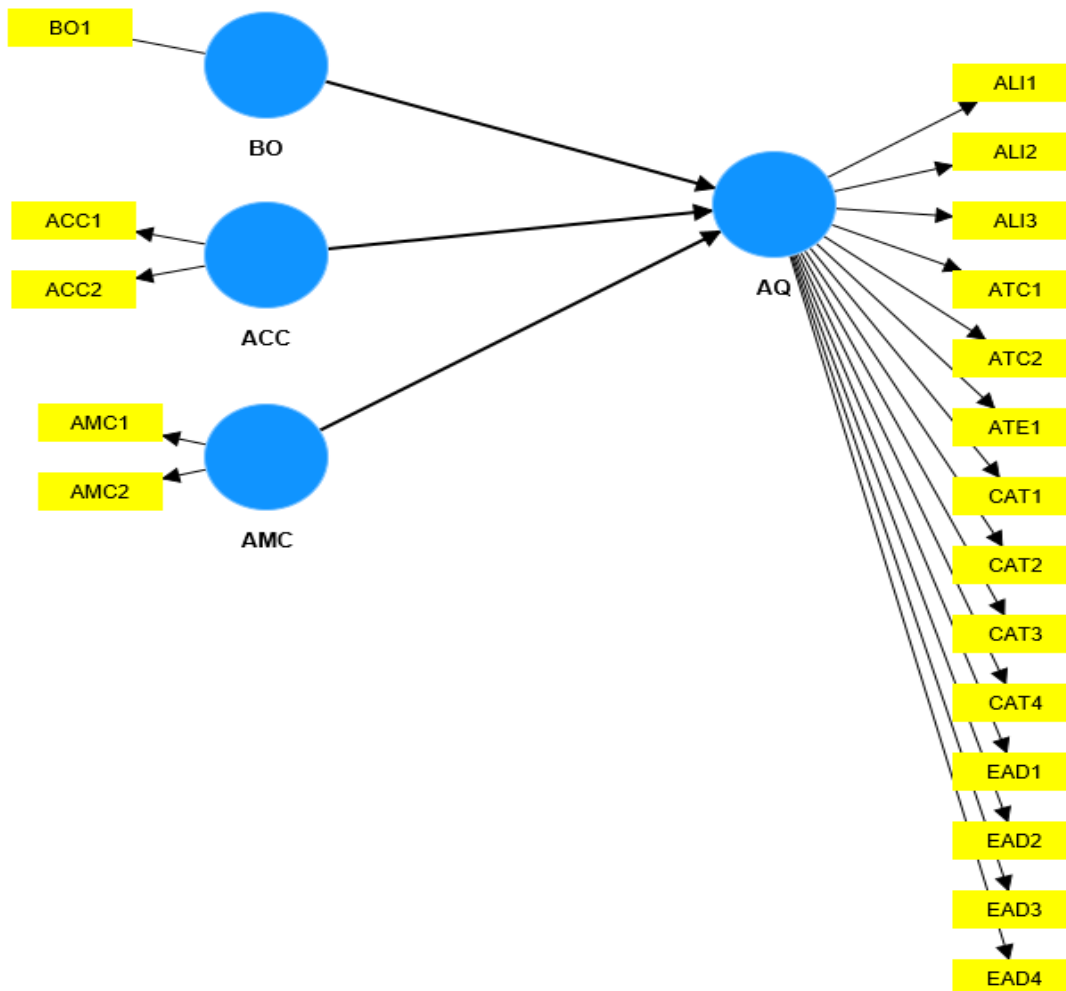 BO1
BO
ACC1
ACC2
ACC
AMC1
AMC2
AMC
AQ
ALI1
ALI2
ALI3
ATC1
ATC2
ATE1
CAT1
CAT2
CAT3
CAT4
EAD1
EAD2
EAD3
EAD4